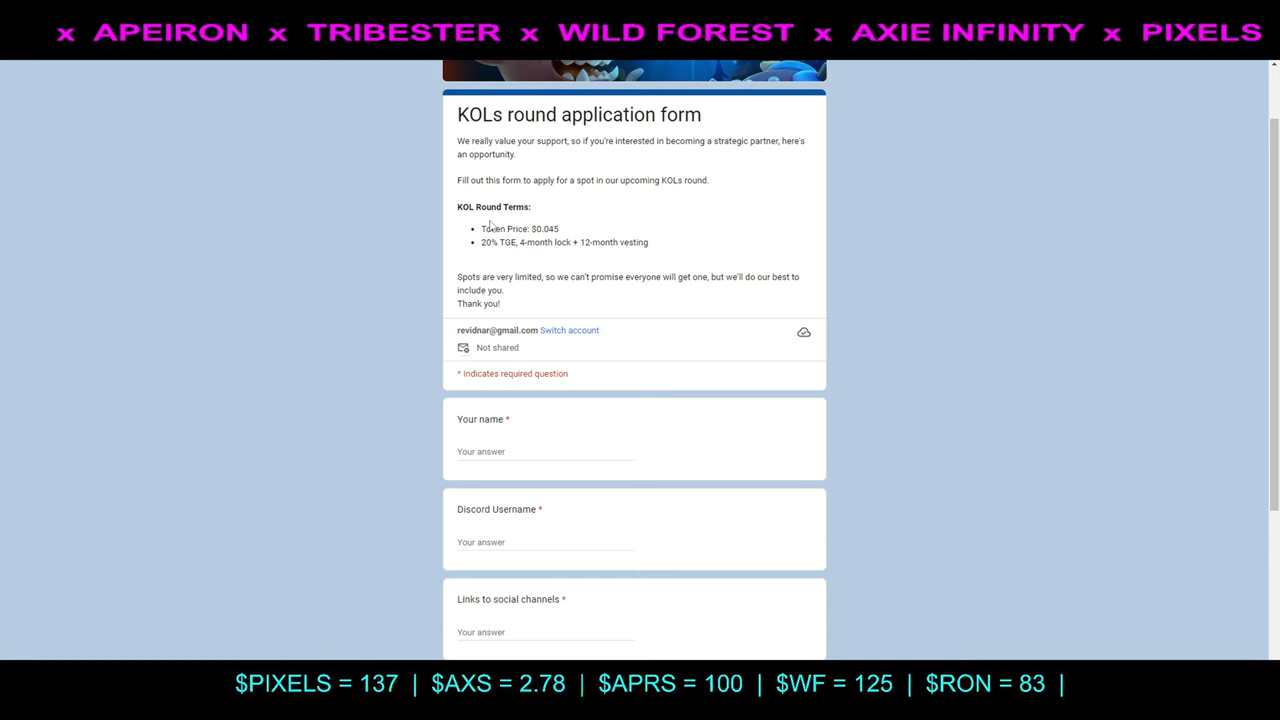 x APEIRON x TRIBESTER x WILD FOREST x AXIE INFINITY x PIXELS
KOLs round application form
We really value your support, so if you're interested in becoming a strategic partner, here's
an opportunity.
Fill out this form to apply for a spot in our upcoming KOLs round.
KOL Round Terms:
• Token Price: $0.045
• 20% TGE, 4-month lock + 12-month vesting
Spots are very limited, so we can't promise everyone will get one, but we'll do our best to
include you.
Thank you!
revidnar@gmail.com Switch account
Not shared
* Indicates required question
Your name *
Your answer
Discord Username *
Your answer
Links to social channels *
Your answer
$PIXELS = 137 | $AXS = 2.78 | $APRS = 100 | $WF = 125 | $RON = 83 |